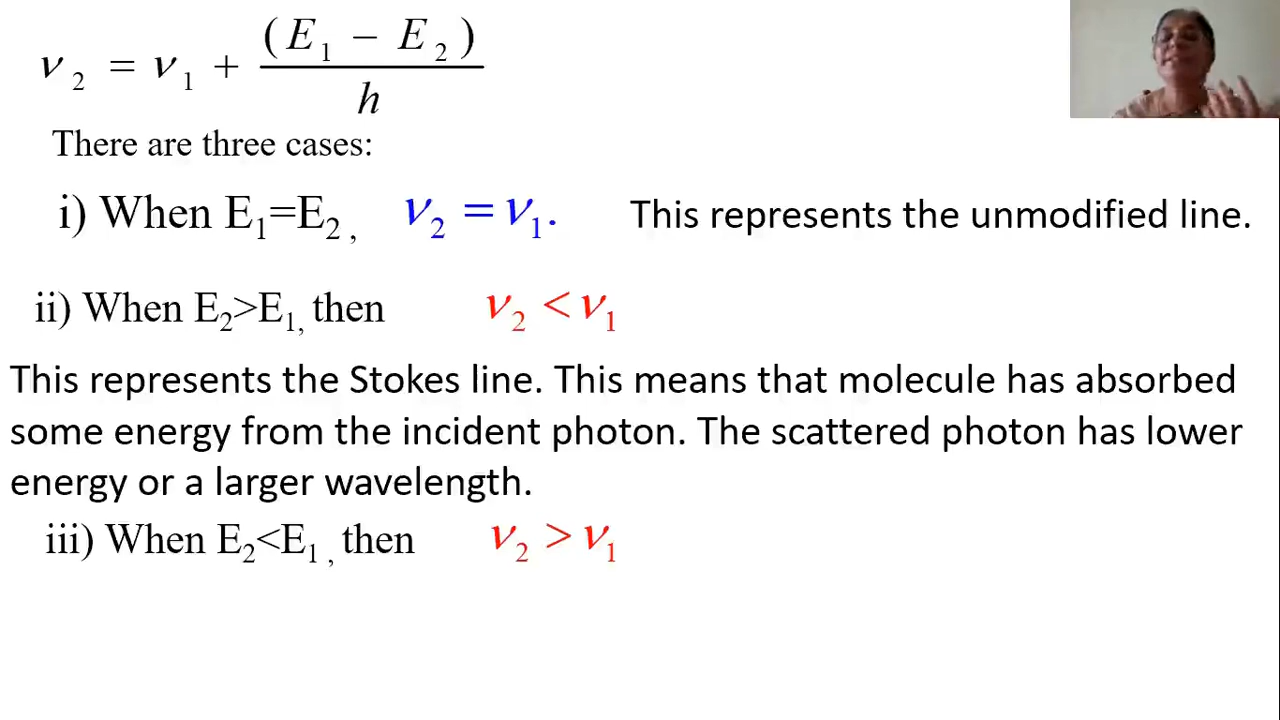 ν₂ = ν₁ + (E₁ − E₂) / h
There are three cases:
i) When E₁=E₂, ν₂ = ν₁. This represents the unmodified line.
ii) When E₂>E₁, then ν₂ < ν₁
This represents the Stokes line. This means that molecule has absorbed
some energy from the incident photon. The scattered photon has lower
energy or a larger wavelength.
iii) When E₂<E₁, then ν₂ > ν₁